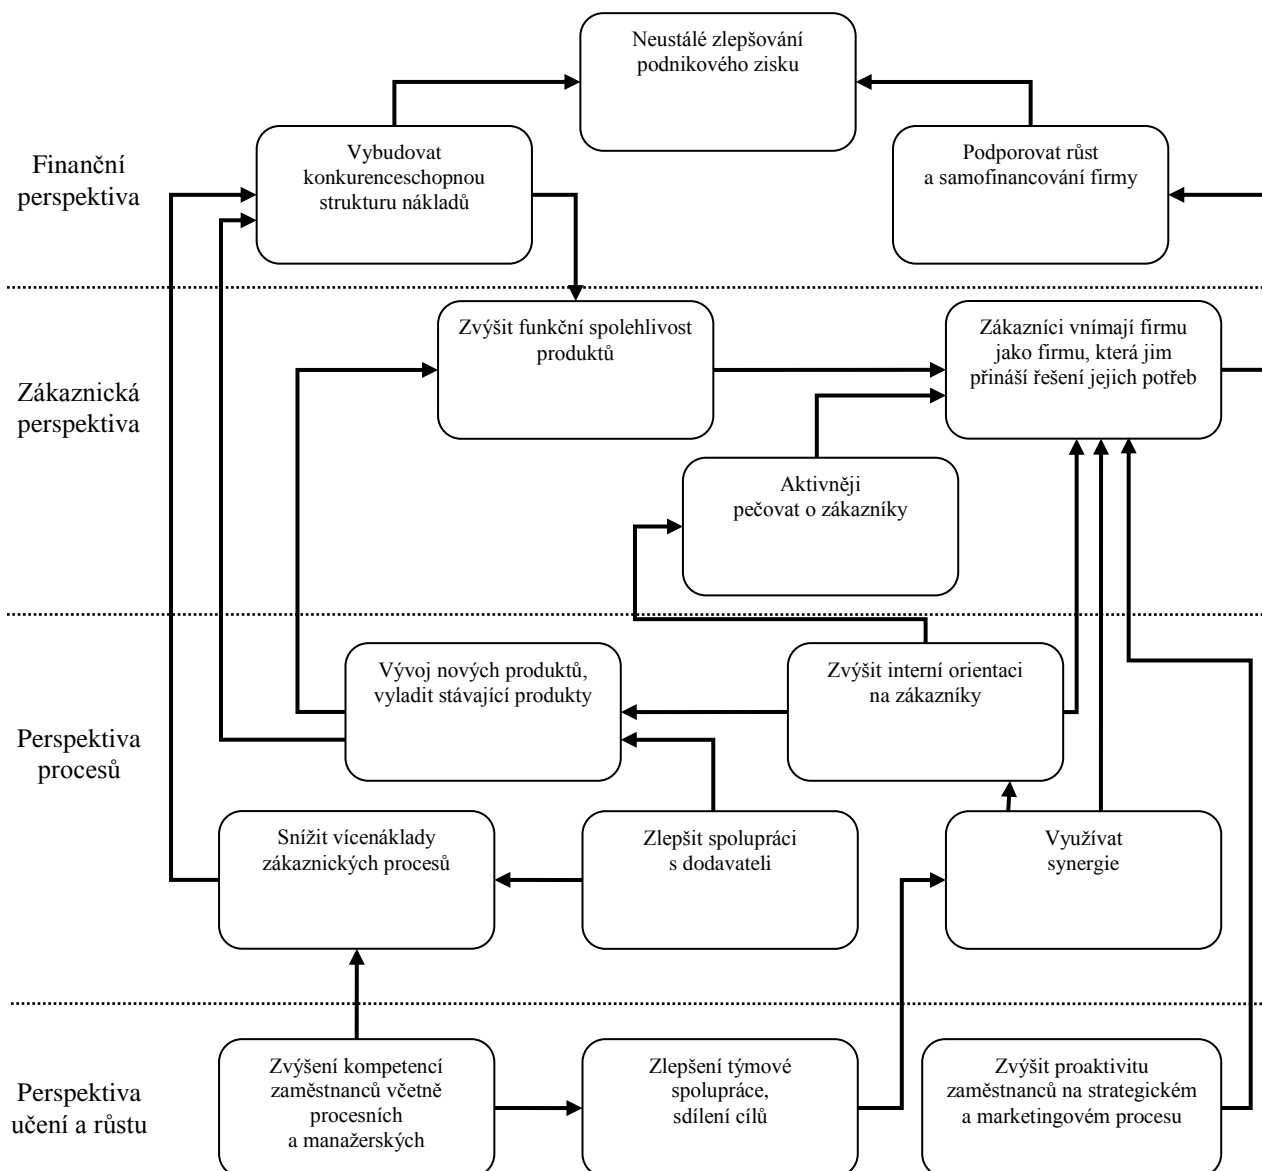 Neustálé zlepšování
podnikového zisku
Finanční
perspektiva
Vybudovat
konkurenceschopnou
strukturu nákladů
Podporovat růst
a samofinancování firmy
Zákaznická
perspektiva
Zvýšit funkční spolehlivost
produktů
Zákazníci vnímají firmu
jako firmu, která jim
přináší řešení jejich potřeb
Aktivněji
pečovat o zákazníky
Perspektiva
procesů
Vývoj nových produktů,
vyladit stávající produkty
Zvýšit interní orientaci
na zákazníky
Snížit vícenáklady
zákaznických procesů
Zlepšit spolupráci
s dodavateli
Využívat
synergie
Perspektiva
učení a růstu
Zvýšení kompetencí
zaměstnanců včetně
procesních
a manažerských
Zlepšení týmové
spolupráce,
sdílení cílů
Zvýšit proaktivitu
zaměstnanců na strategickém
a marketingovém procesu